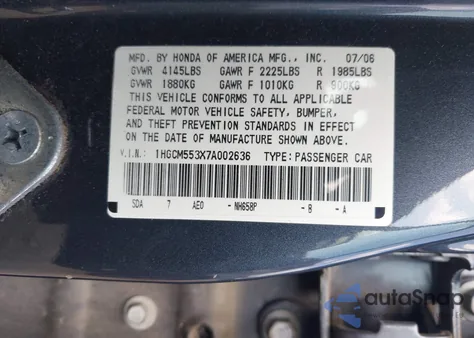 MFD. BY HONDA OF AMERICA MFG., INC. 07/06
GVWR 4145LBS GAWR F 2225LBS R 1985LBS
GVWR 1880KG GAWR F 1010KG R 900KG
THIS VEHICLE CONFORMS TO ALL APPLICABLE
FEDERAL MOTOR VEHICLE SAFETY, BUMPER,
AND THEFT PREVENTION STANDARDS IN EFFECT
ON THE DATE OF MANUFACTURE SHOWN ABOVE.
V.I.N.: 1HGCM553X7A002636 TYPE:PASSENGER CAR
SDA 7 AE0 -NH658P -B -A
autoSnap